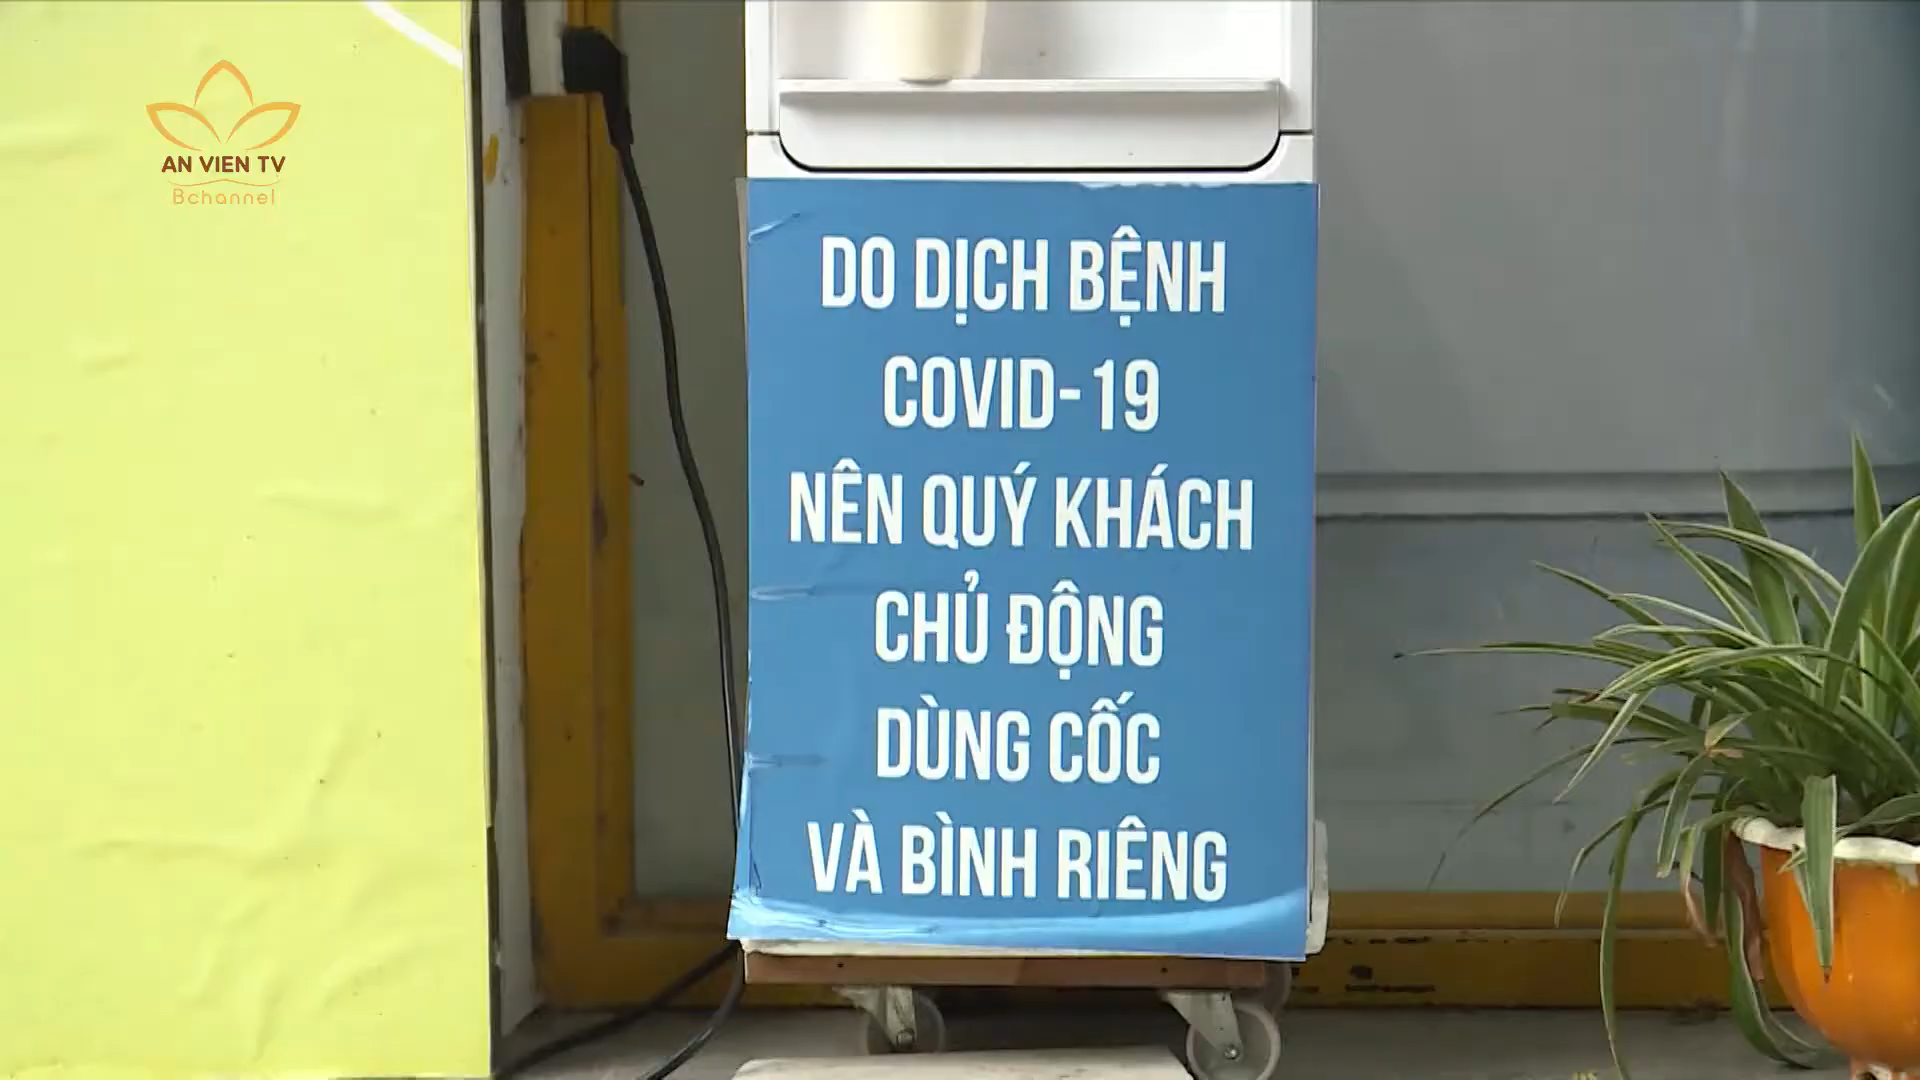 AN VIEN TV
Bchannel
DO DỊCH BỆNH
COVID-19
NÊN QUÝ KHÁCH
CHỦ ĐỘNG
DÙNG CỐC
VÀ BÌNH RIÊNG